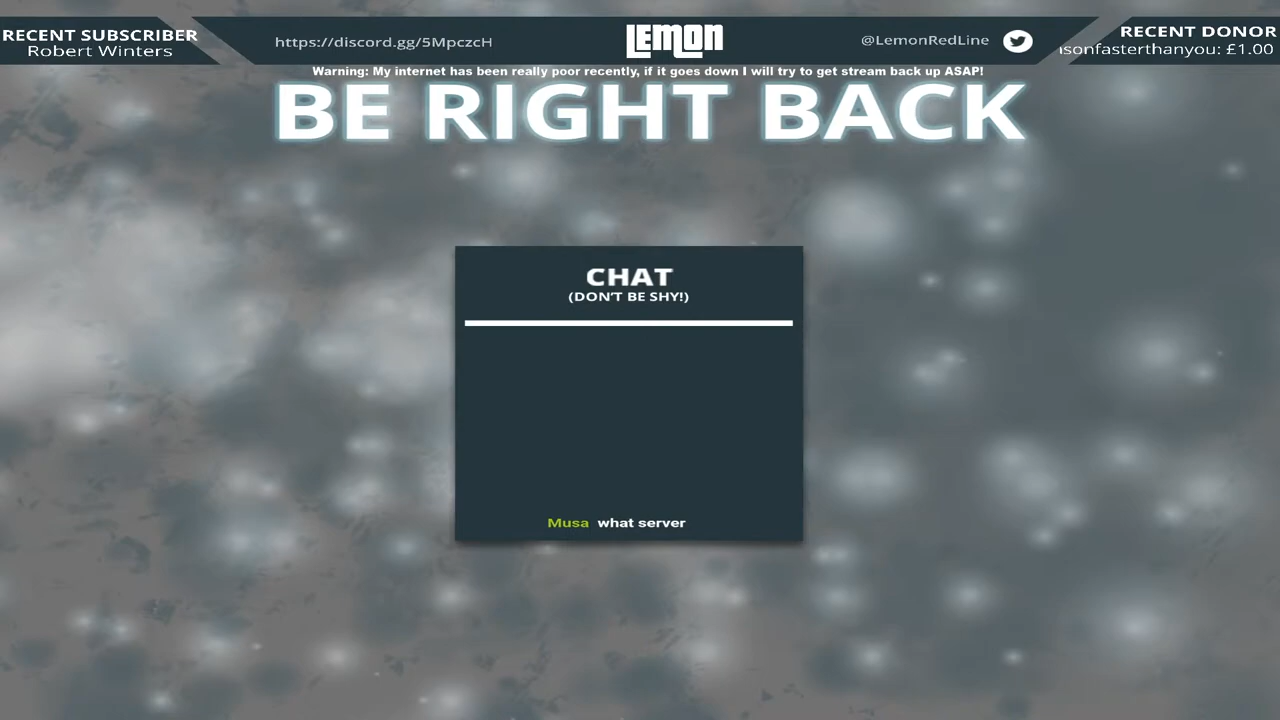 RECENT SUBSCRIBER
Robert Winters
https://discord.gg/5MpczcH
LEMON
@LemonRedLine
RECENT DONOR
isonfasterthanyou: £1.00
Warning: My internet has been really poor recently, if it goes down I will try to get stream back up ASAP!
BE RIGHT BACK
CHAT
(DON'T BE SHY!)
Musa what server